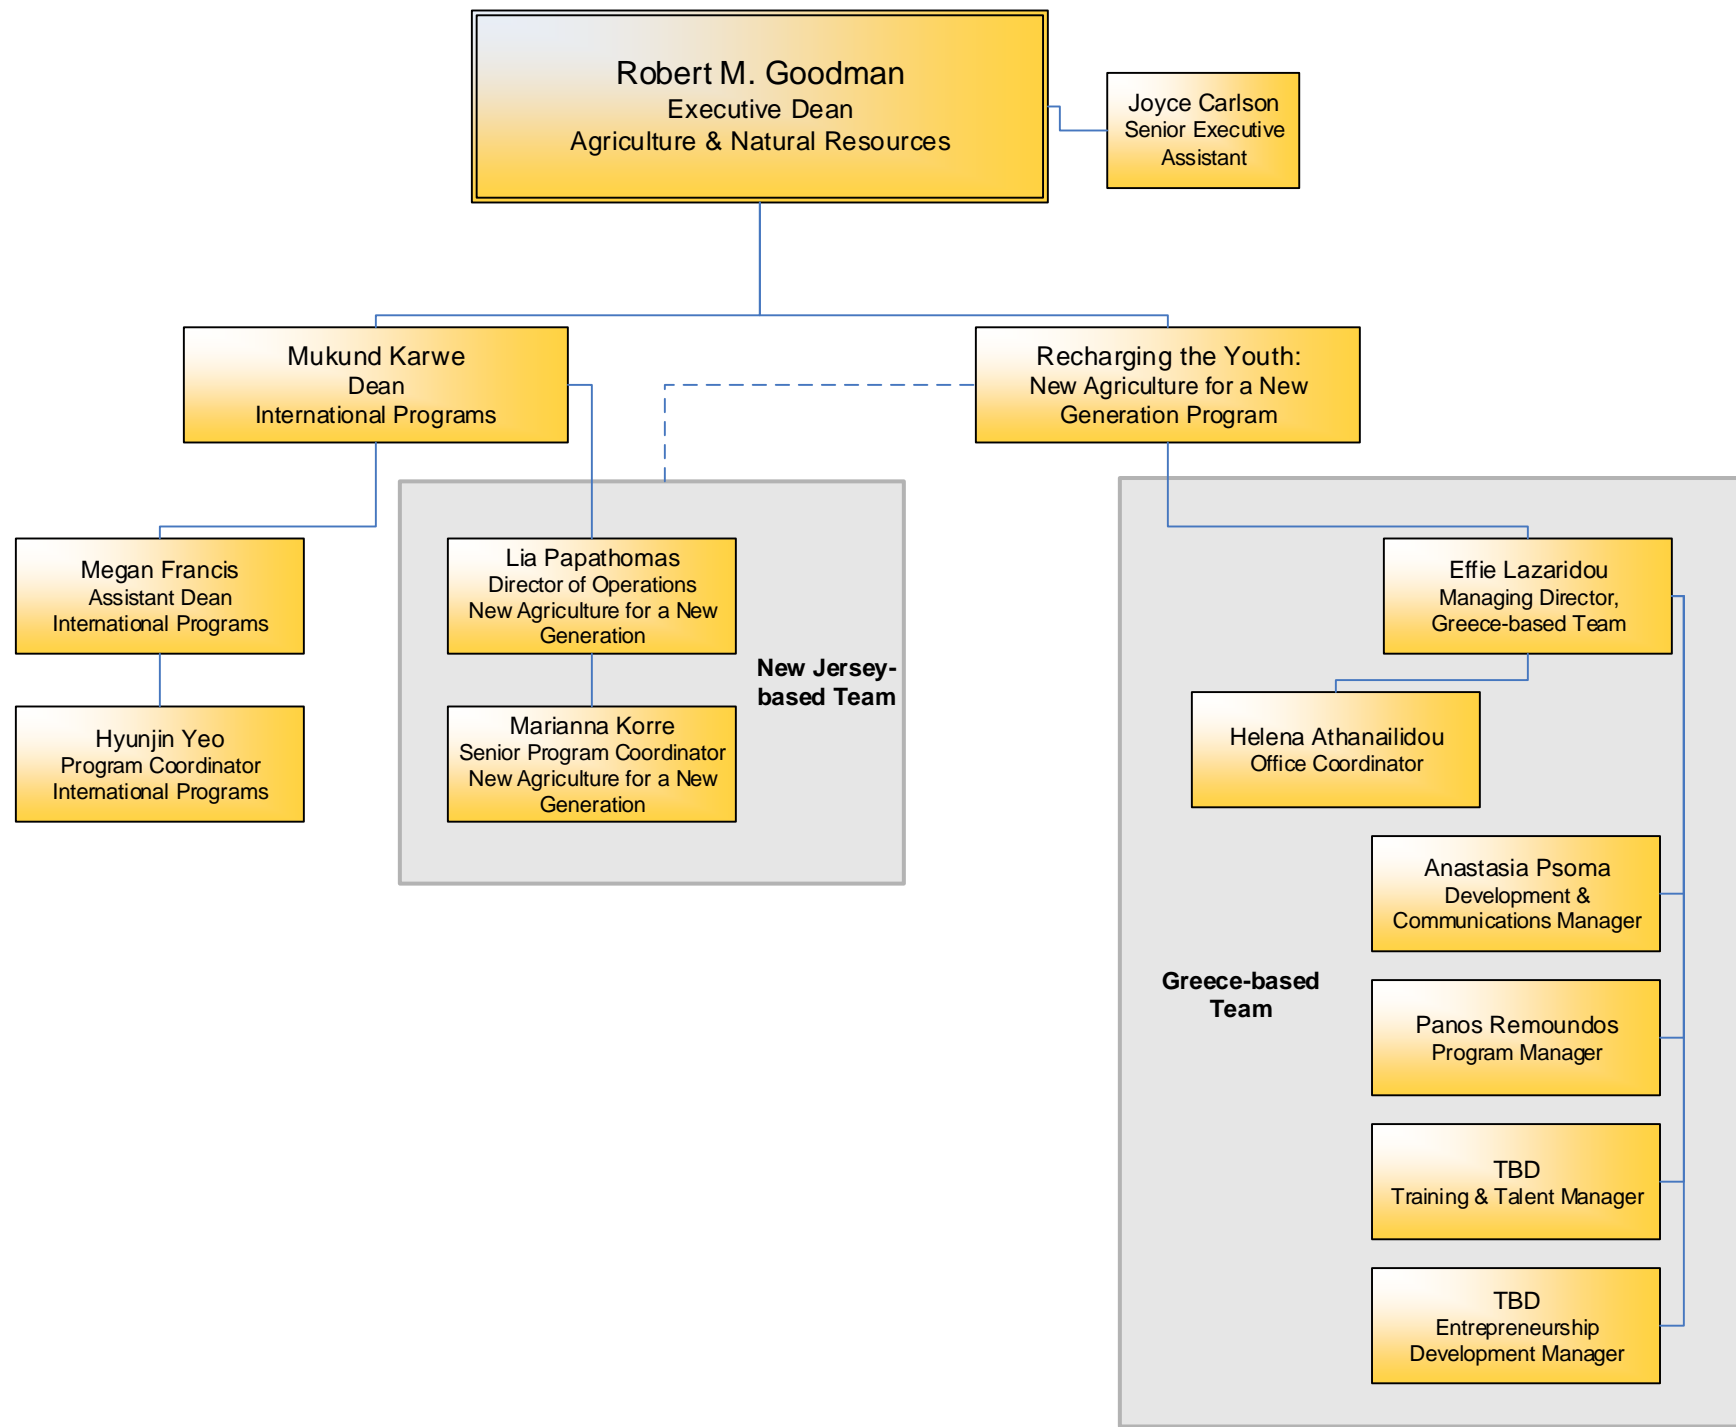 Robert M. Goodman
Executive Dean
Agriculture & Natural Resources
Joyce Carlson
Senior Executive
Assistant
Mukund Karwe
Dean
International Programs
Recharging the Youth:
New Agriculture for a New
Generation Program
Megan Francis
Assistant Dean
International Programs
Hyunjin Yeo
Program Coordinator
International Programs
Lia Papathomas
Director of Operations
New Agriculture for a New
Generation
New Jersey-
based Team
Marianna Korre
Senior Program Coordinator
New Agriculture for a New
Generation
Effie Lazaridou
Managing Director,
Greece-based Team
Helena Athanailidou
Office Coordinator
Anastasia Psoma
Development &
Communications Manager
Greece-based
Team
Panos Remoundos
Program Manager
TBD
Training & Talent Manager
TBD
Entrepreneurship
Development Manager